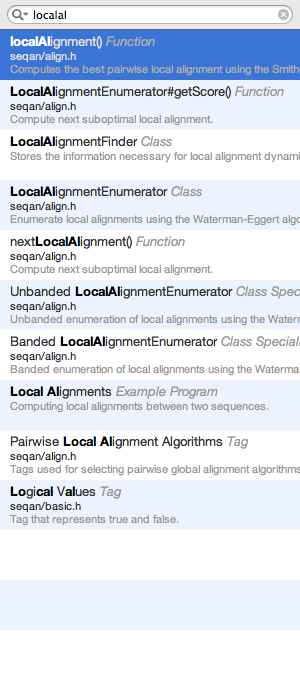 localal
localAlignment() Function
seqan/align.h
Computes the best pairwise local alignment using the Smith
LocalAlignmentEnumerator#getScore() Function
seqan/align.h
Compute next suboptimal local alignment.
LocalAlignmentFinder Class
Stores the information necessary for local alignment dynami
LocalAlignmentEnumerator Class
seqan/align.h
Enumerate local alignments using the Waterman-Eggert algo
nextLocalAlignment() Function
seqan/align.h
Compute next suboptimal local alignment.
Unbanded LocalAlignmentEnumerator Class Spec
seqan/align.h
Unbanded enumeration of local alignments using the Watern
Banded LocalAlignmentEnumerator Class Special
seqan/align.h
Banded enumeration of local alignments using the Waterma
Local Alignments Example Program
Computing local alignments between two sequences.
Pairwise Local Alignment Algorithms Tag
seqan/align.h
Tags used for selecting pairwise global alignment algorithms
Logical Values Tag
seqan/basic.h
Tag that represents true and false.